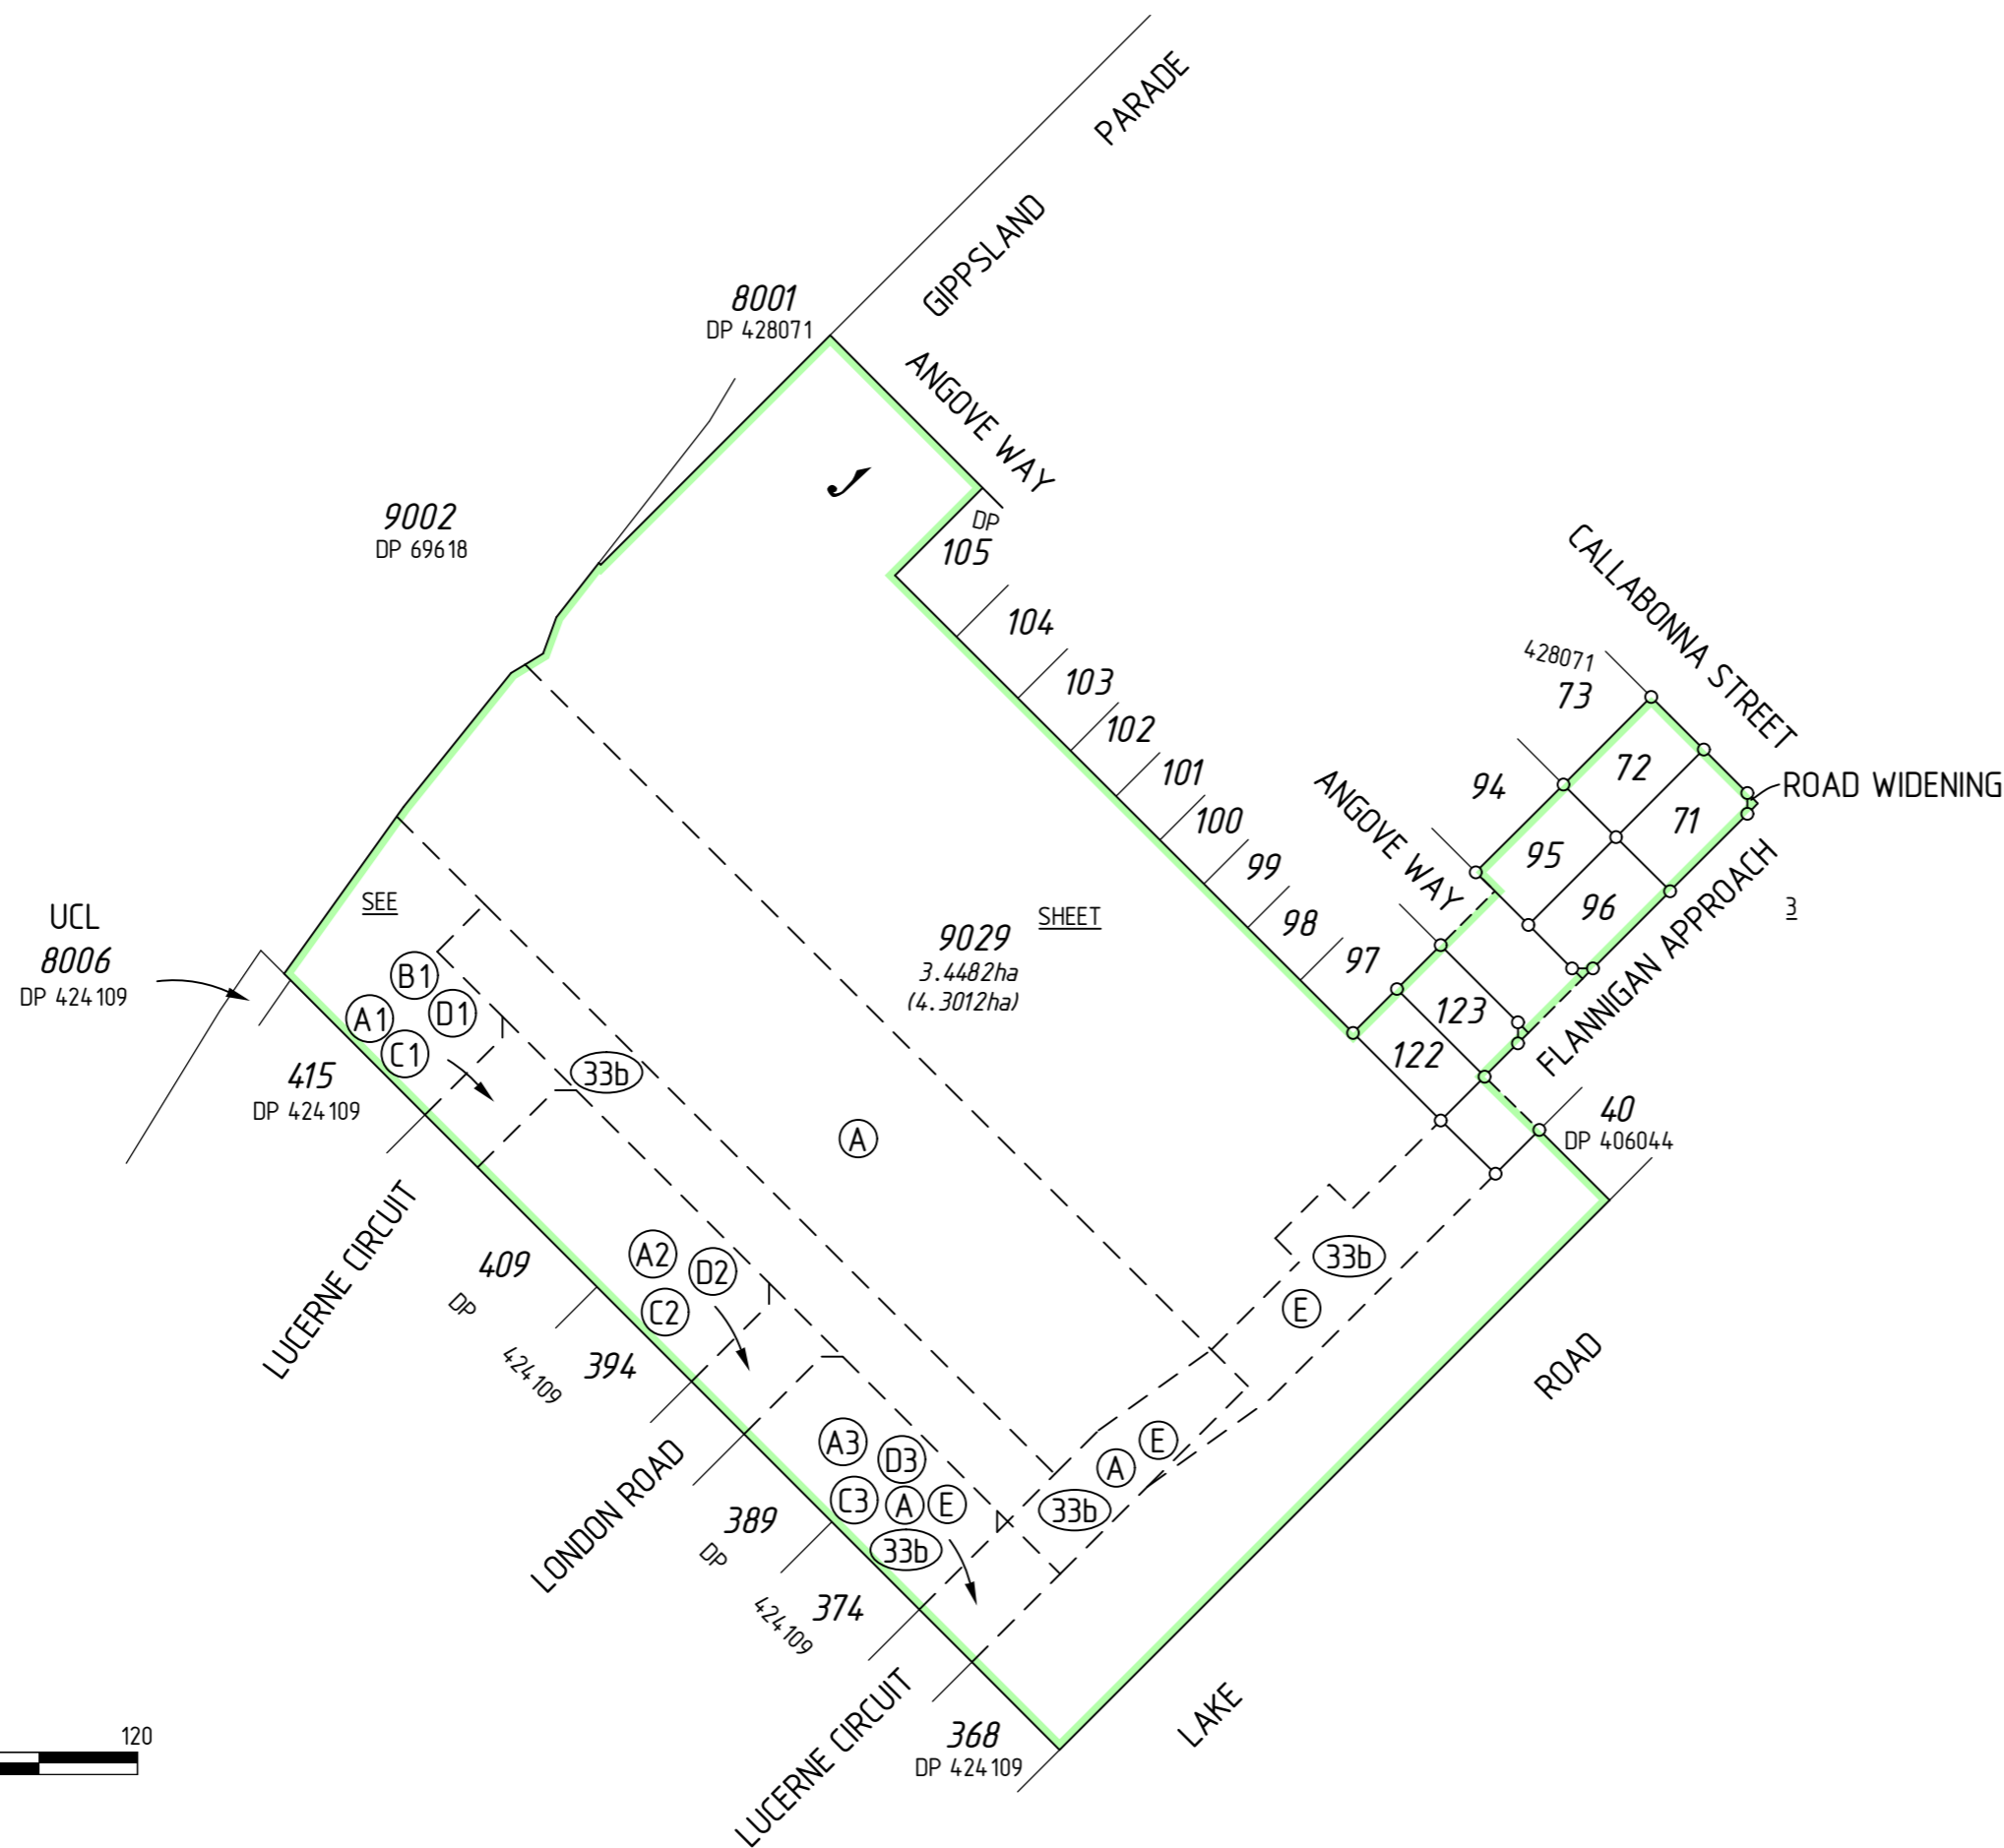 PARADE
GIPPSLAND
8001
DP 428071
ANGOVE WAY
9002
DP 69618
DP
105
104
103
102
101
100
99
98
97
CALLABONNA STREET
428071
73
72
94
ROAD WIDENING
71
95
96
ANGOVE WAY
FLANNIGAN APPROACH
3
123
122
40
DP 406044
SEE
SHEET
9029
3.4482ha
(4.3012ha)
UCL
8006
DP 424109
B1
D1
A1
C1
33b
415
DP 424109
A
LUCERNE CIRCUIT
409
DP
424109
A2
D2
C2
394
33b
E
LONDON ROAD
A3
D3
C3
A
E
33b
E
A
33b
389
DP
424109
374
LUCERNE CIRCUIT
368
DP 424109
LAKE
ROAD
120